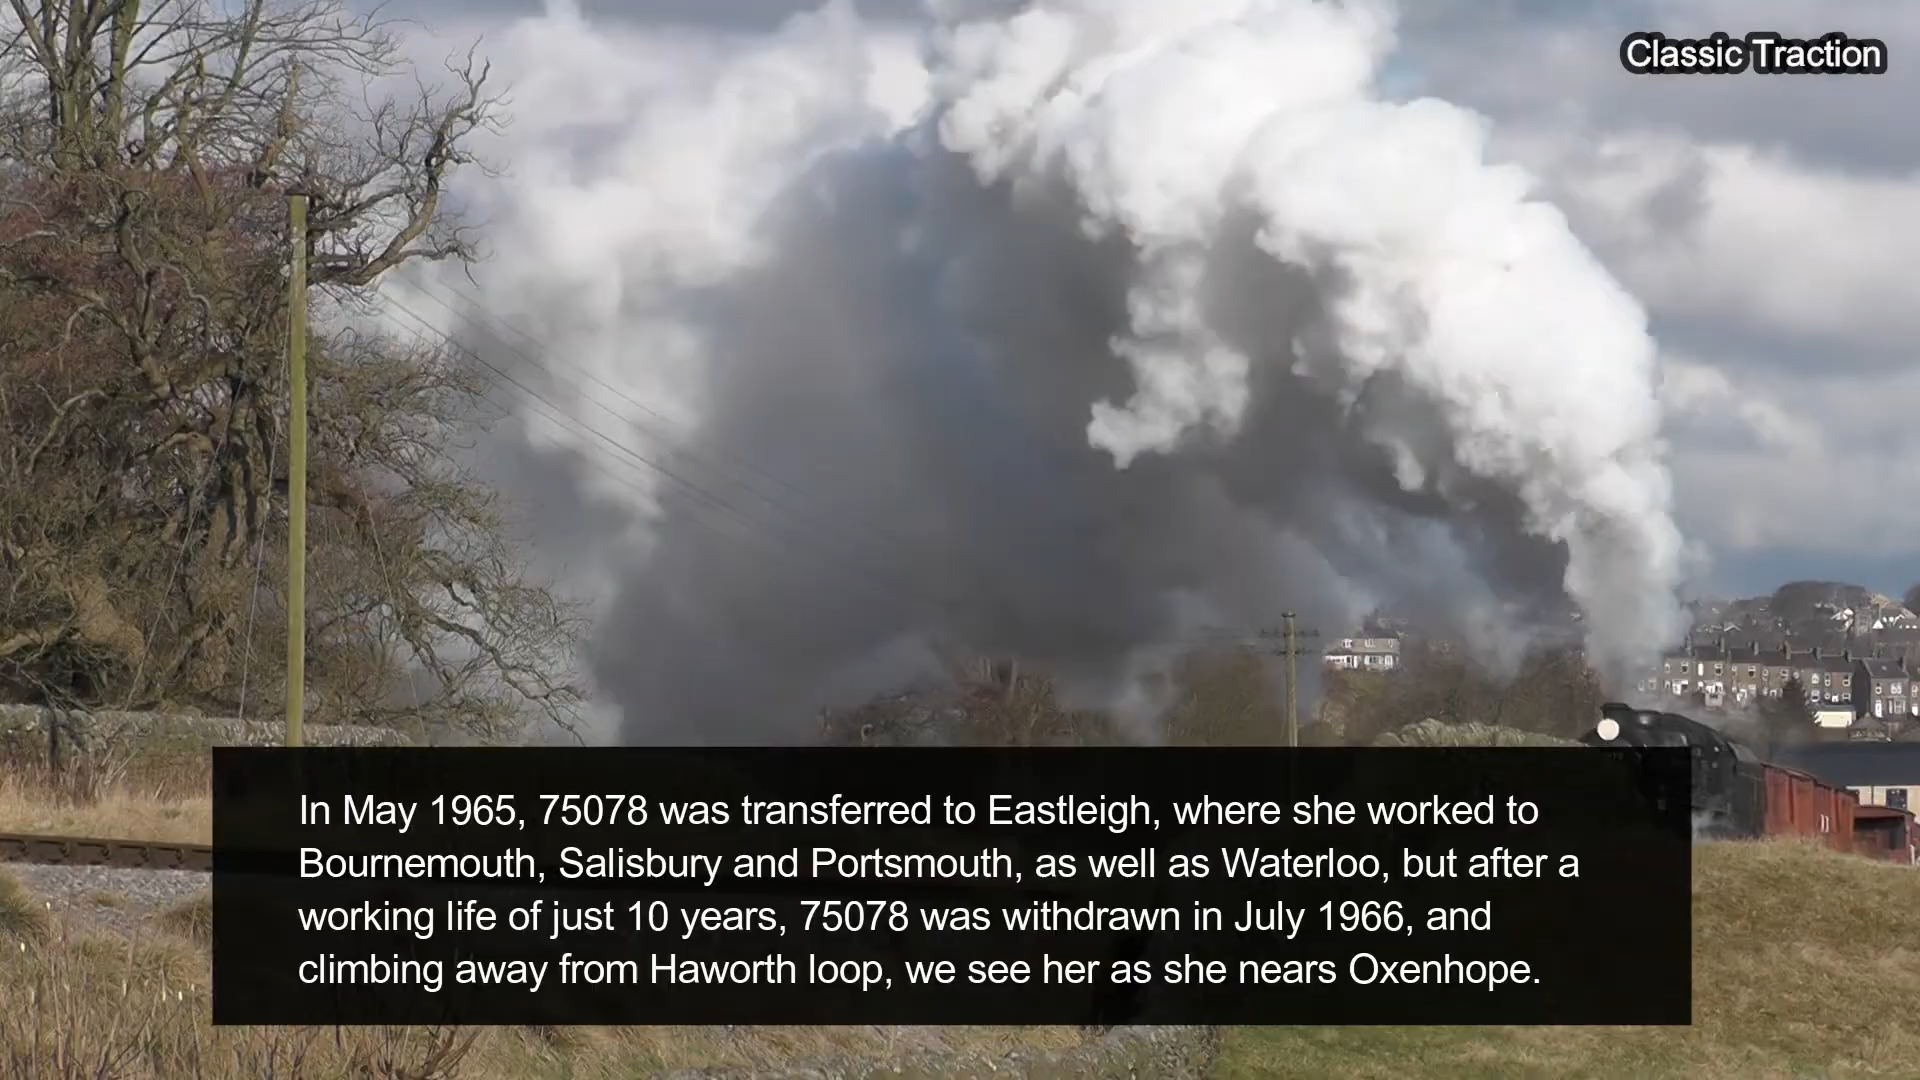 Classic Traction
In May 1965, 75078 was transferred to Eastleigh, where she worked to
Bournemouth, Salisbury and Portsmouth, as well as Waterloo, but after a
working life of just 10 years, 75078 was withdrawn in July 1966, and
climbing away from Haworth loop, we see her as she nears Oxenhope.